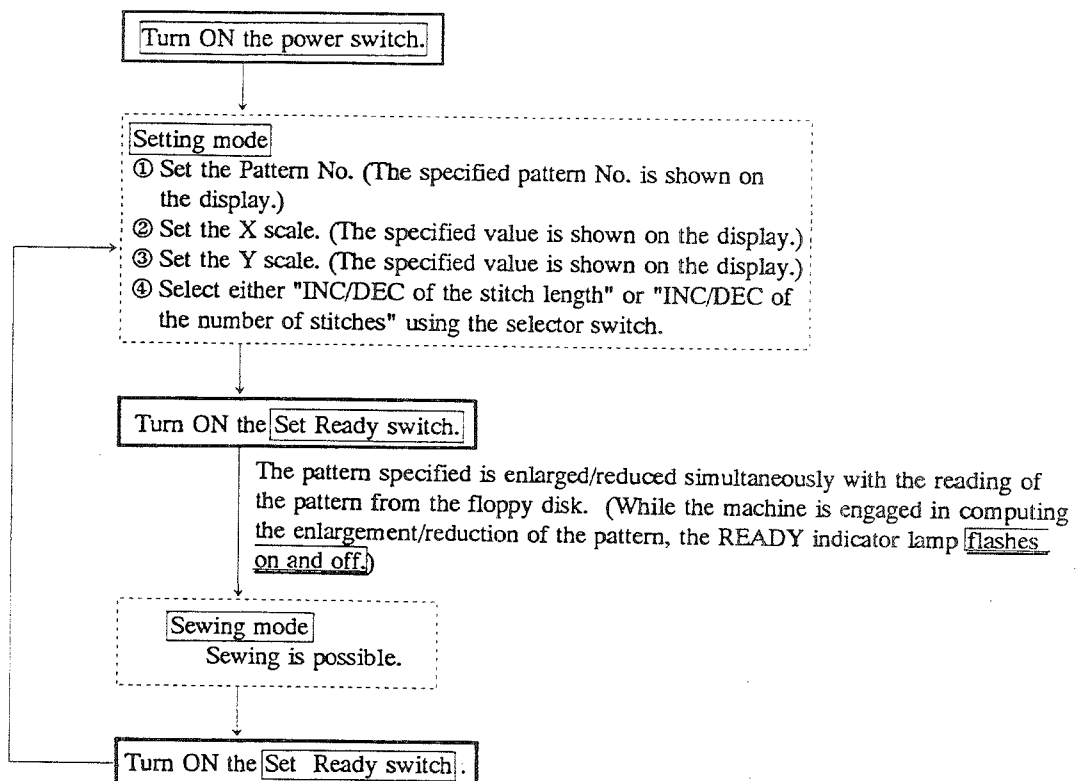 Turn ON the power switch.
Setting mode
① Set the Pattern No. (The specified pattern No. is shown on
the display.)
② Set the X scale. (The specified value is shown on the display.)
③ Set the Y scale. (The specified value is shown on the display.)
④ Select either "INC/DEC of the stitch length" or "INC/DEC of
the number of stitches" using the selector switch.
Turn ON the Set Ready switch.
The pattern specified is enlarged/reduced simultaneously with the reading of
the pattern from the floppy disk. (While the machine is engaged in computing
the enlargement/reduction of the pattern, the READY indicator lamp flashes
on and off.)
Sewing mode
Sewing is possible.
Turn ON the Set Ready switch.